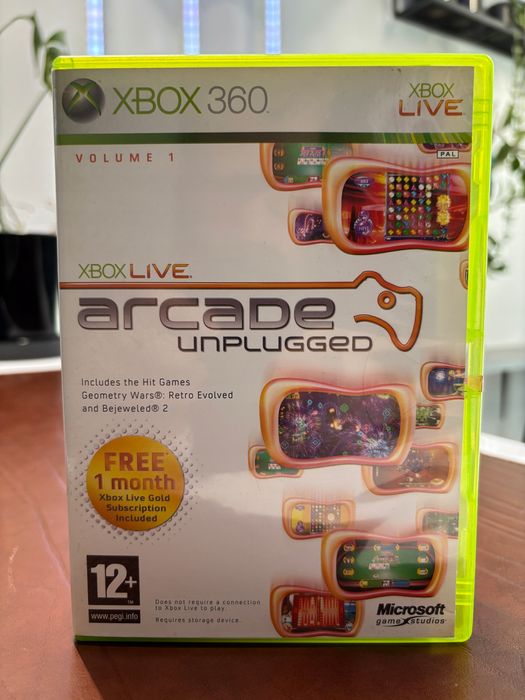 XBOX 360
XBOX
LIVE
VOLUME 1
PAL
XBOX LIVE
arcade
UNPLUGGED
Includes the Hit Games
Geometry Wars®: Retro Evolved
and Bejeweled® 2
FREE
1 month
Xbox Live Gold
Subscription
Included
12+
www.pegi.info
Does not require a connection
to Xbox Live to play.
Requires storage device.
Microsoft
game studios